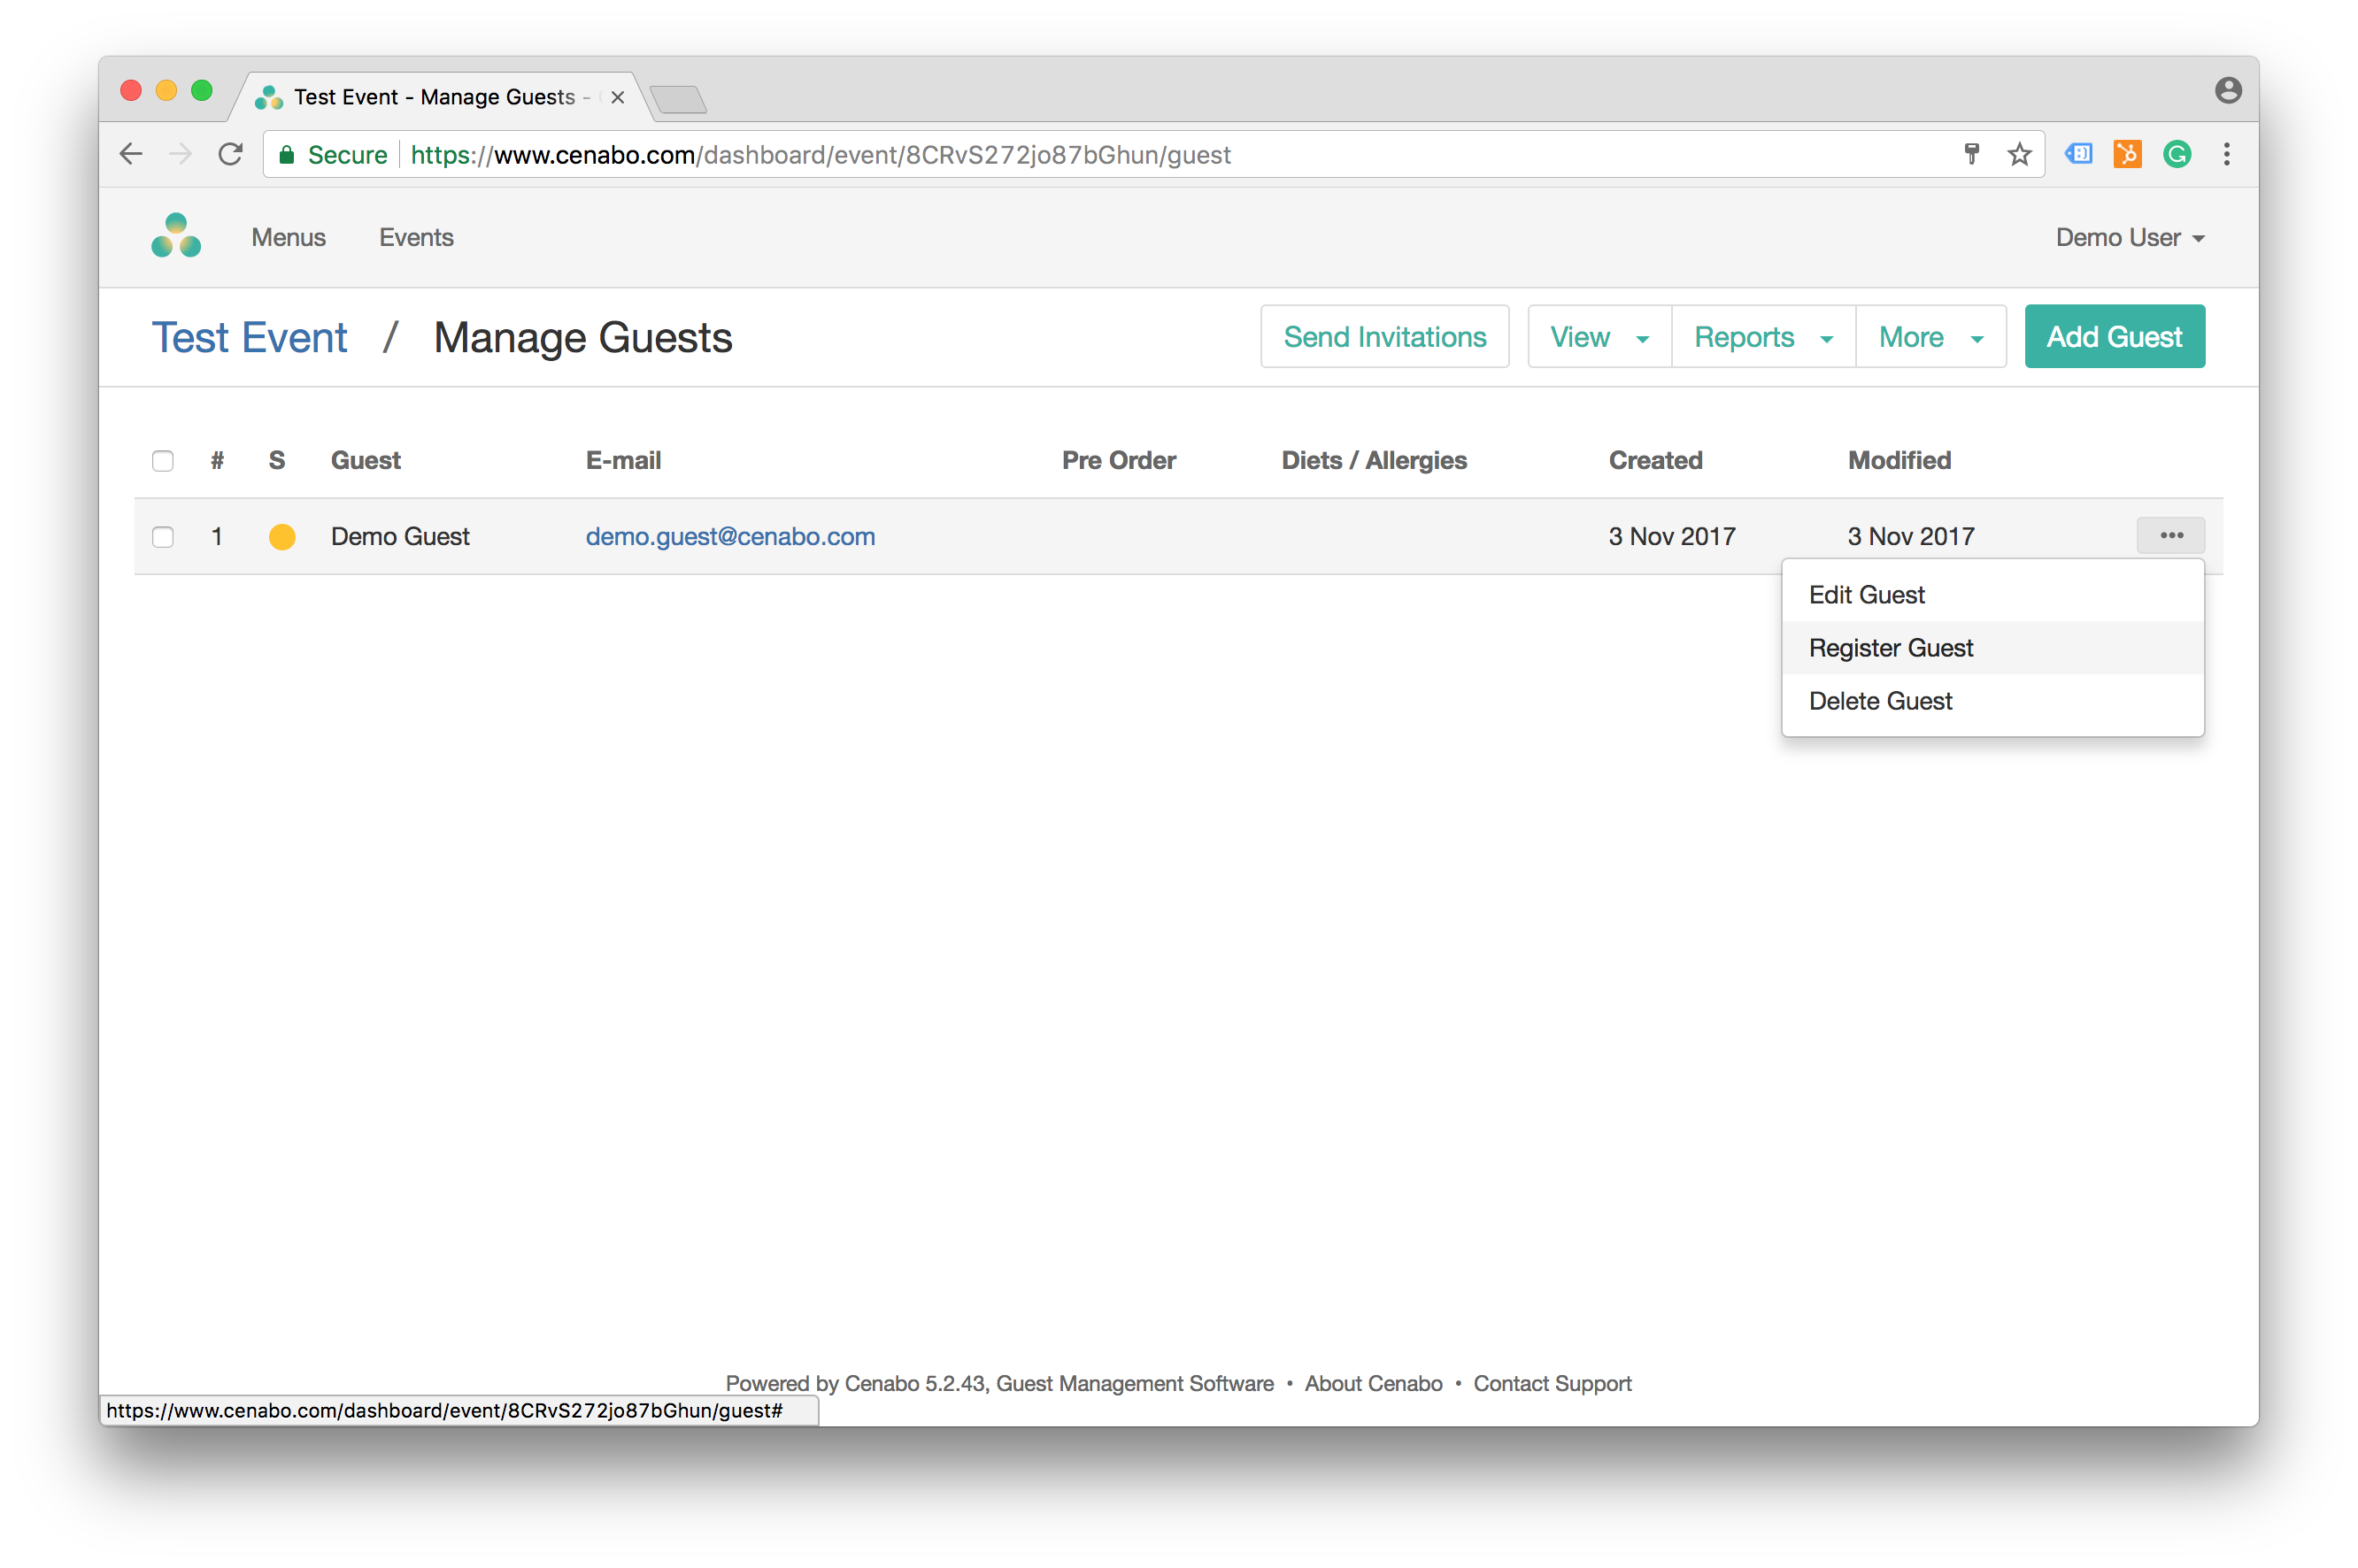 Test Event - Manage Guests -
Secure https://www.cenabo.com/dashboard/event/8CRvS272jo87bGhun/guest
Menus Events Demo User
Test Event / Manage Guests Send Invitations View Reports More Add Guest
# S Guest E-mail Pre Order Diets / Allergies Created Modified
1 Demo Guest demo.guest@cenabo.com 3 Nov 2017 3 Nov 2017 •••
Edit Guest
Register Guest
Delete Guest
Powered by Cenabo 5.2.43, Guest Management Software • About Cenabo • Contact Support
https://www.cenabo.com/dashboard/event/8CRvS272jo87bGhun/guest#